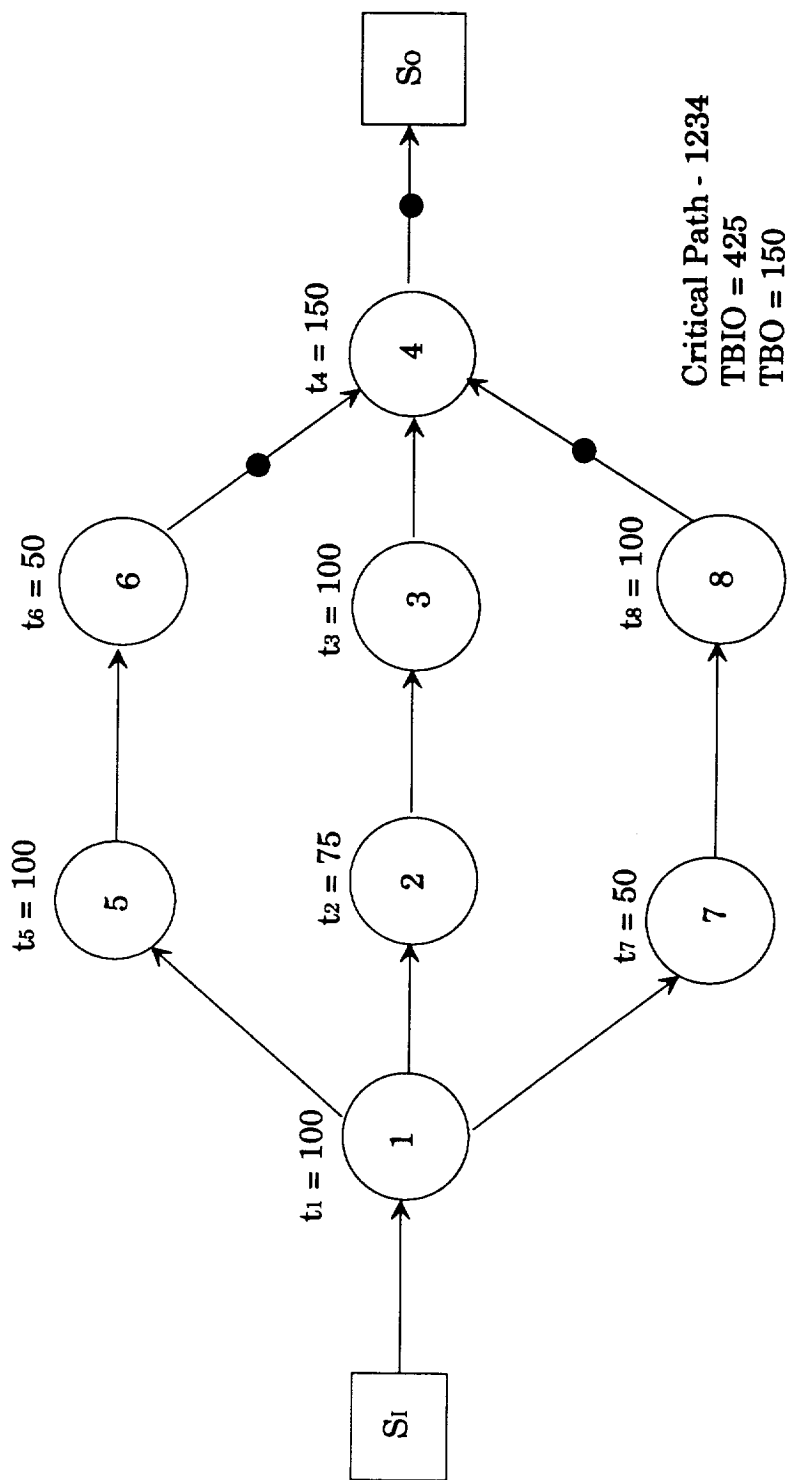 SI
t1 = 100
1
t5 = 100
5
t6 = 50
6
t2 = 75
2
t3 = 100
3
t7 = 50
7
t8 = 100
8
t4 = 150
4
SO
Critical Path - 1234
TBIO = 425
TBO = 150